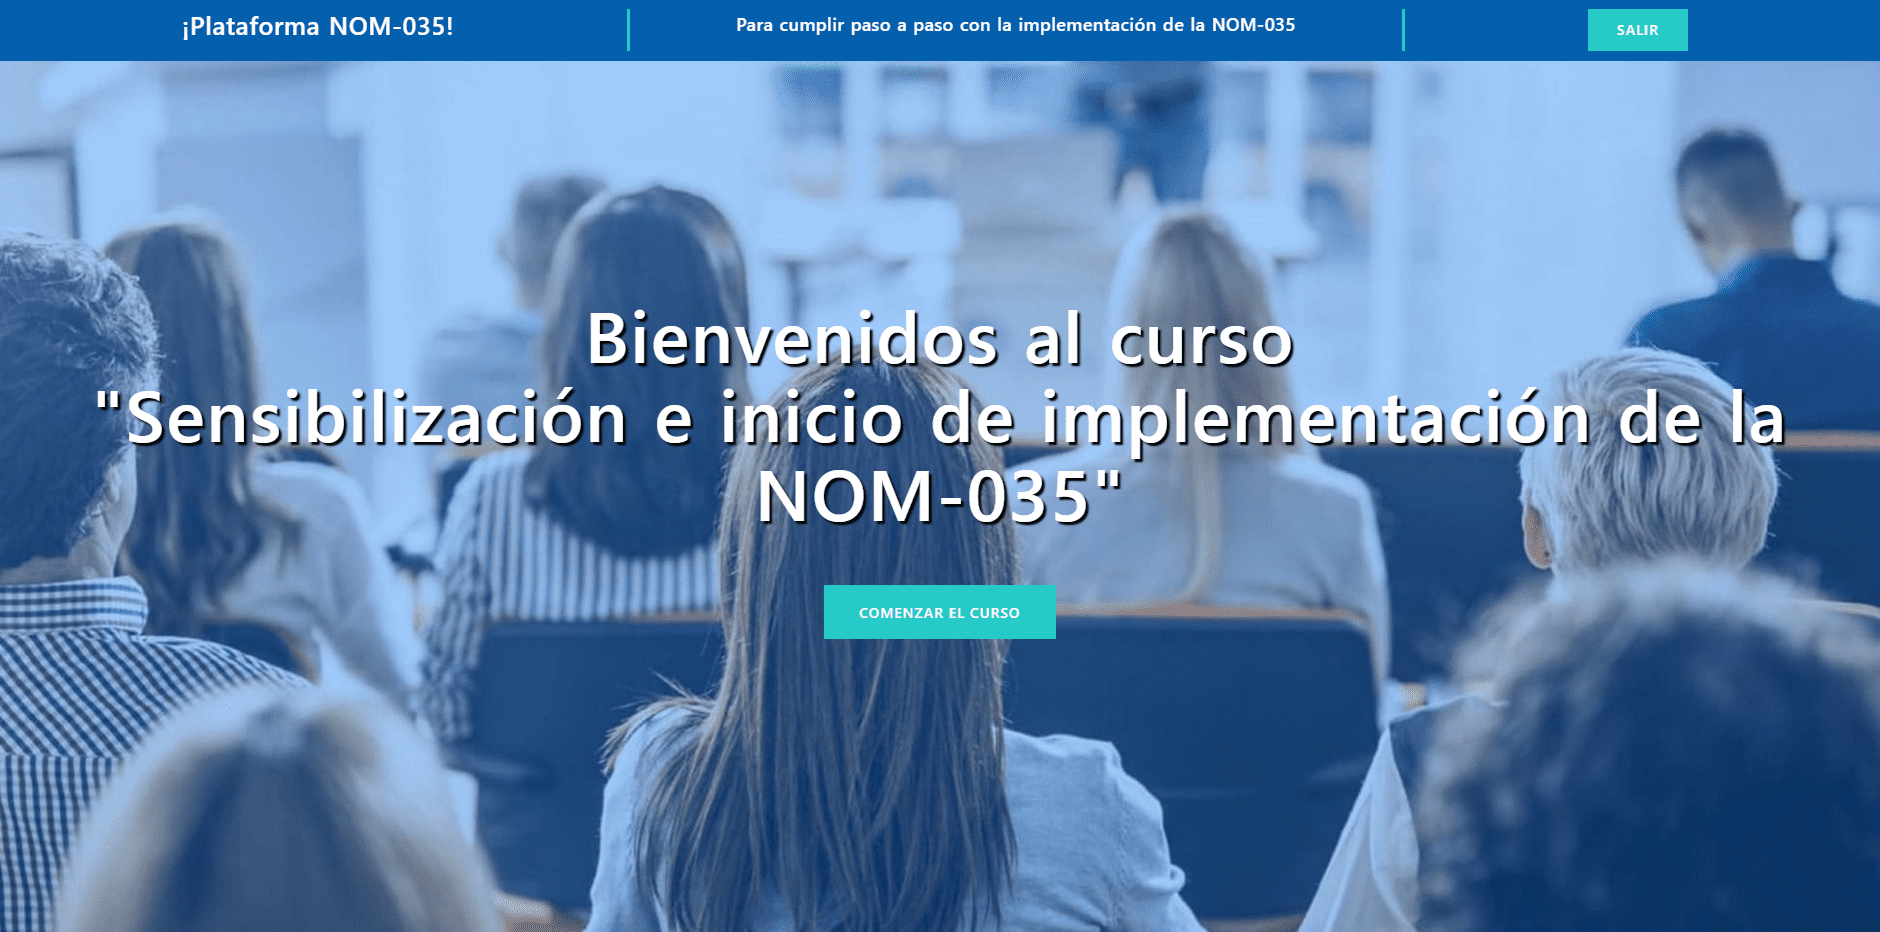 ¡Plataforma NOM-035!
Para cumplir paso a paso con la implementación de la NOM-035
SALIR
Bienvenidos al curso
"Sensibilización e inicio de implementación de la
NOM-035"
COMENZAR EL CURSO